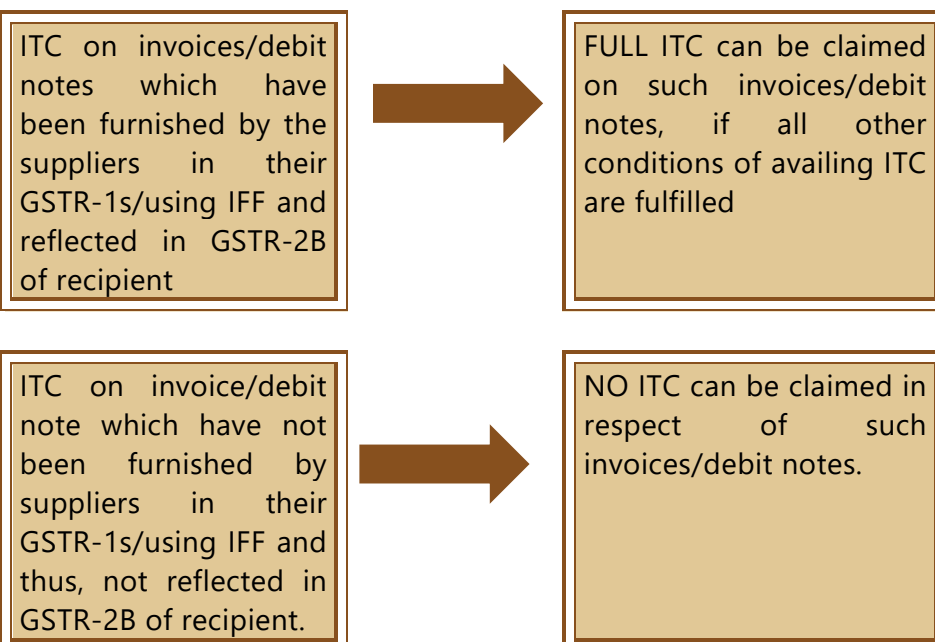 ITC on invoices/debit
notes which have
been furnished by the
suppliers in their
GSTR-1s/using IFF and
reflected in GSTR-2B
of recipient
FULL ITC can be claimed
on such invoices/debit
notes, if all other
conditions of availing ITC
are fulfilled
ITC on invoice/debit
note which have not
been furnished by
suppliers in their
GSTR-1s/using IFF and
thus, not reflected in
GSTR-2B of recipient.
NO ITC can be claimed in
respect of such
invoices/debit notes.